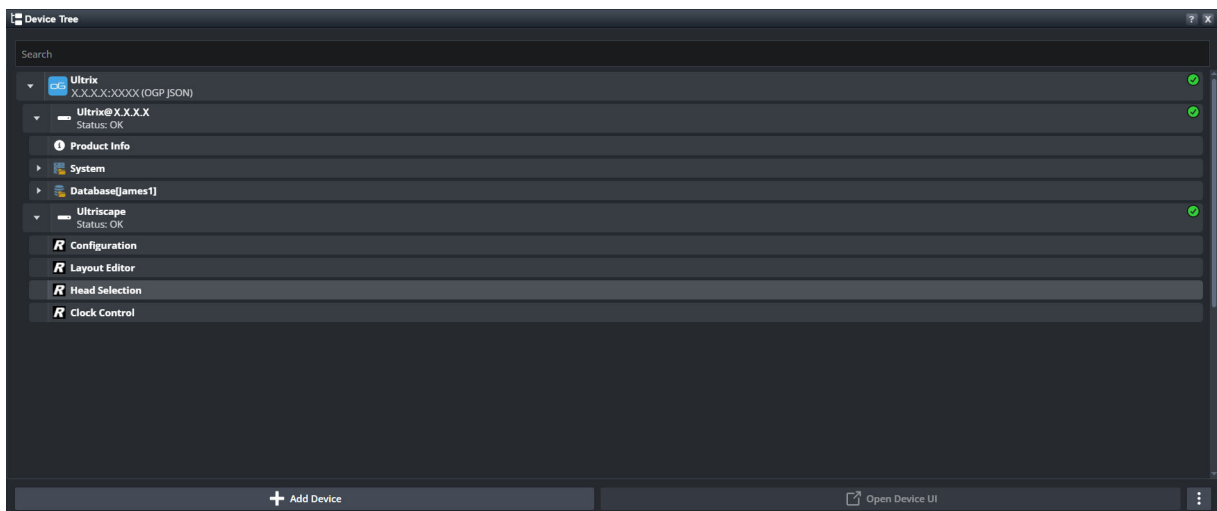 Device Tree
? X
Search
Ultrix
X.X.X.X:XXXX (OGP JSON)
Ultrix@X.X.X.X
Status: OK
Product Info
System
Database[James1]
Ultriscape
Status: OK
R Configuration
R Layout Editor
R Head Selection
R Clock Control
Add Device
Open Device UI